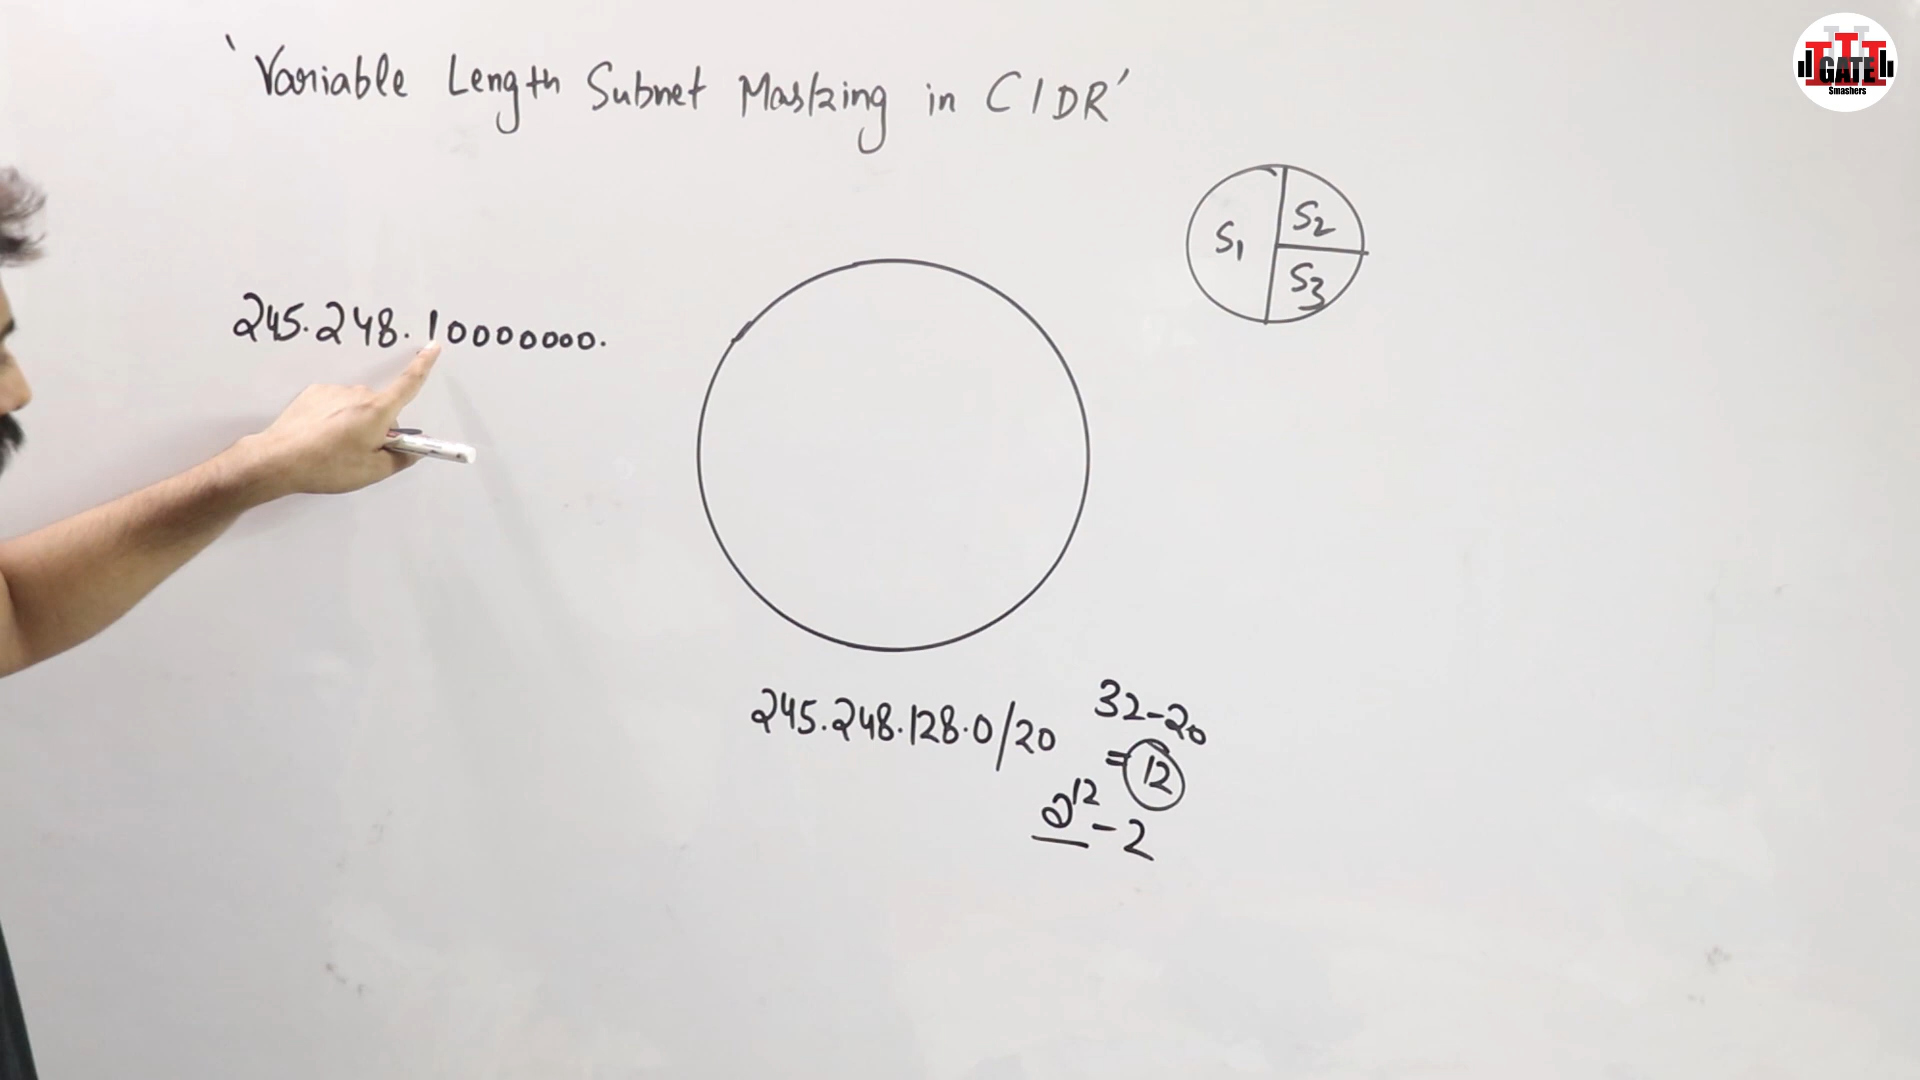 'Variable Length Subnet Masking in CIDR'
S1
S2
S3
245.248.10000000.
245.248.128.0/20
32-20
=12
2^12-2
GATE
Smashers